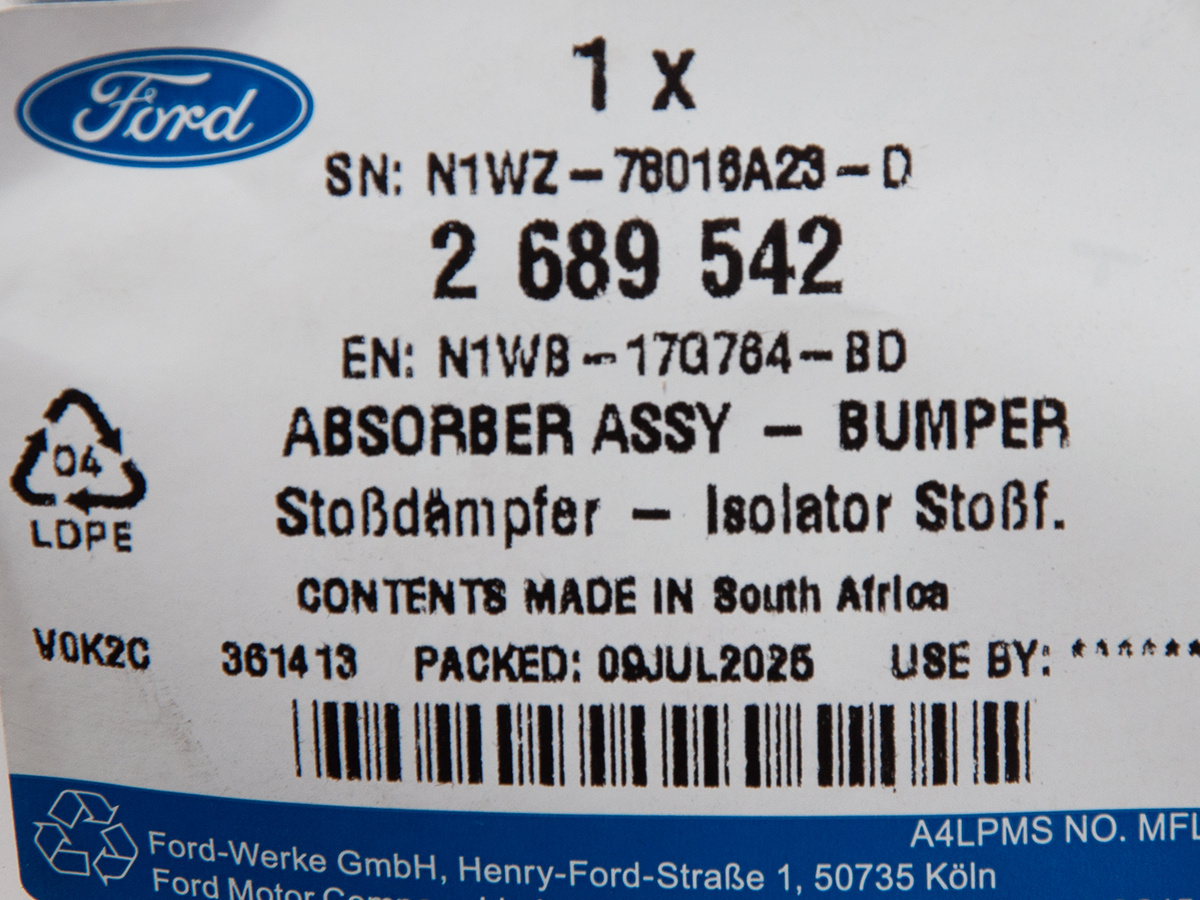 Ford
1 x
SN: N1WZ-78016A23-D
2 689 542
EN: N1WB-17G764-BD
ABSORBER ASSY - BUMPER
04
LDPE
Stoßdämpfer - Isolator Stoßf.
CONTENTS MADE IN South Africa
V0K2C 361413 PACKED: 09JUL2025 USE BY: ******
A4LPMS NO. MFL
Ford-Werke GmbH, Henry-Ford-Straße 1, 50735 Köln
Ford Motor